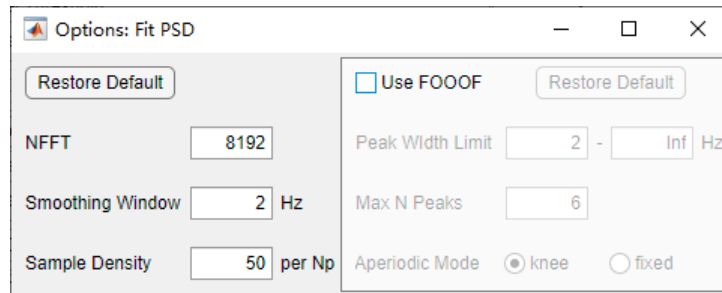 Options: Fit PSD
Restore Default
Use FOOOF
Restore Default
NFFT 8192
Peak WIdth Limit 2 - Inf Hz
Smoothing Window 2 Hz
Max N Peaks 6
Sample Density 50 per Np
Aperiodic Mode knee fixed